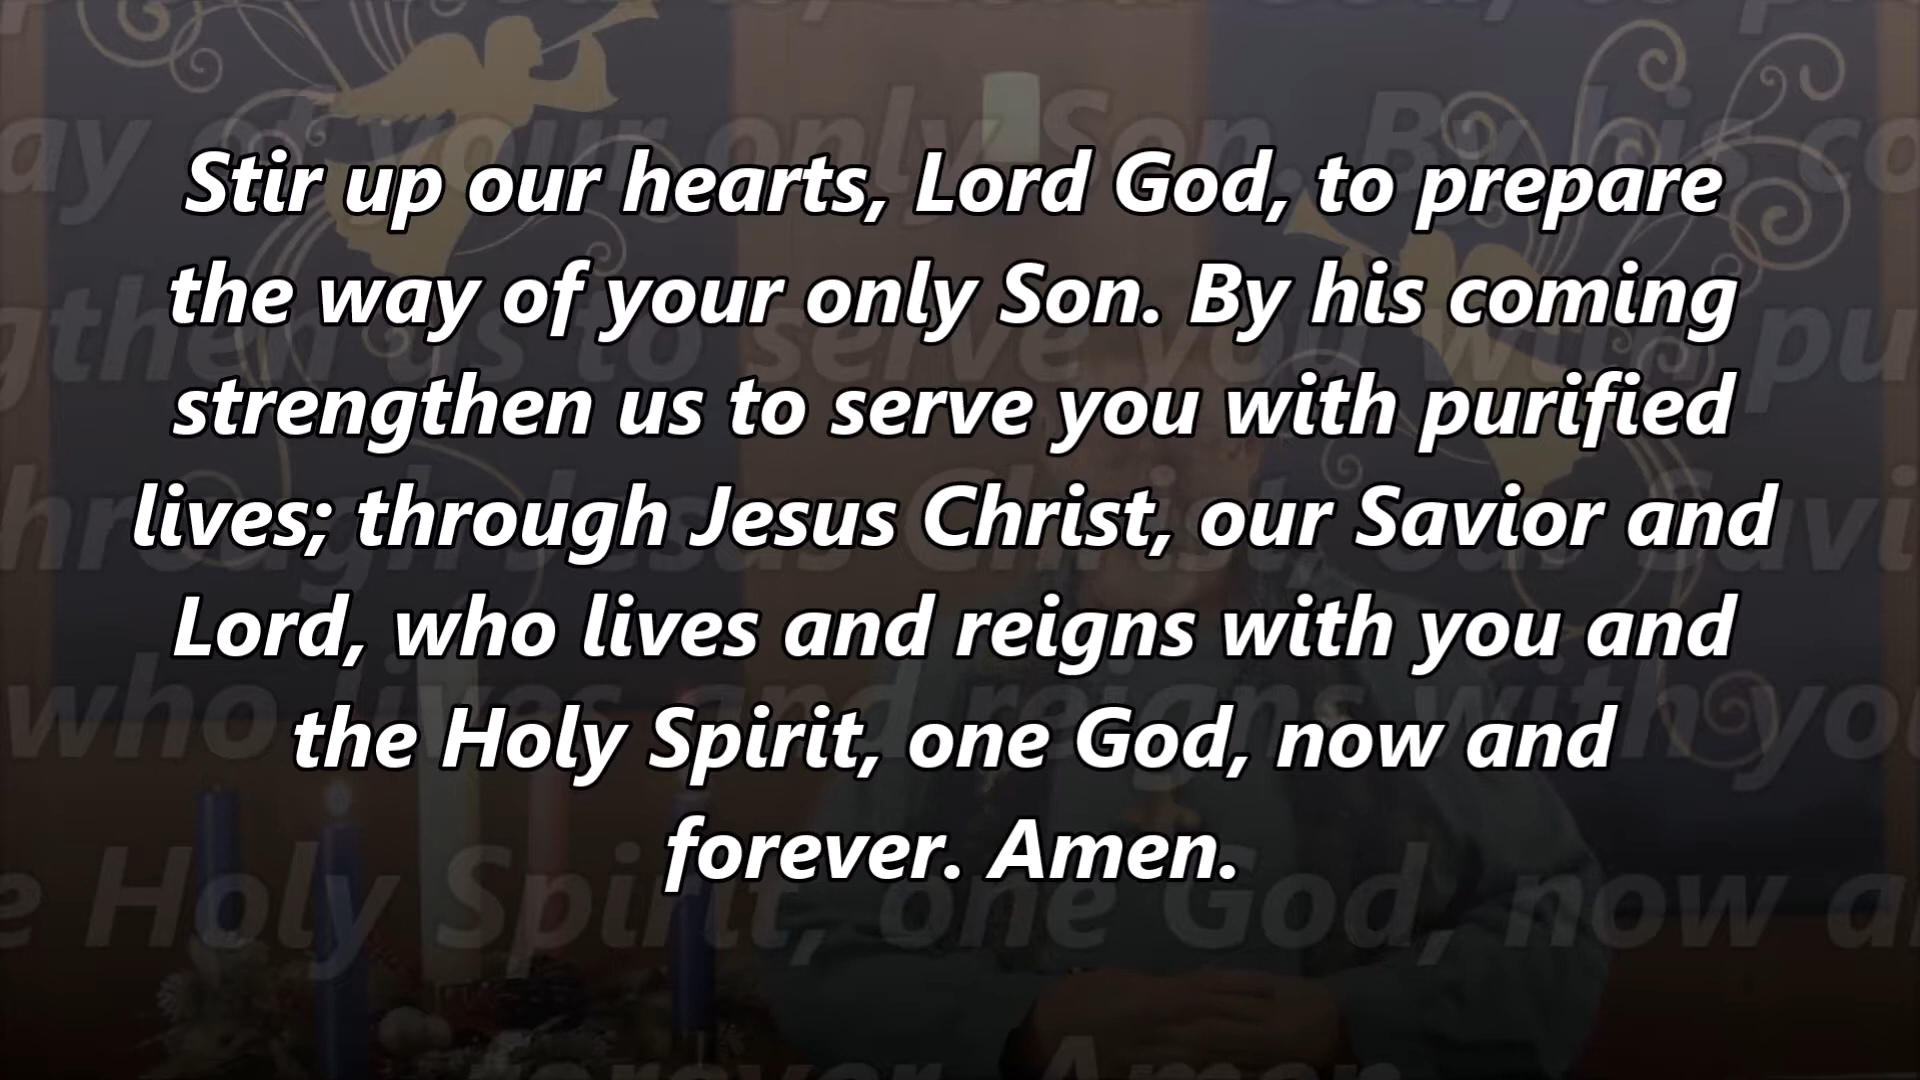 Stir up our hearts, Lord God, to prepare
the way of your only Son. By his coming
strengthen us to serve you with purified
lives; through Jesus Christ, our Savior and
Lord, who lives and reigns with you and
the Holy Spirit, one God, now and
forever. Amen.